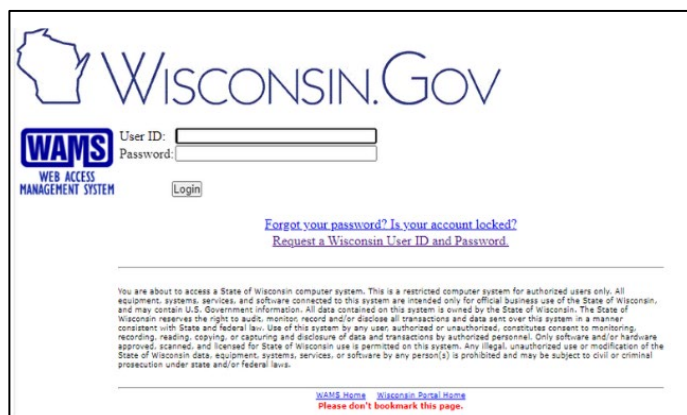 WISCONSIN.GOV
WAMS
WEB ACCESS
MANAGEMENT SYSTEM
User ID:
Password:
Login
Forgot your password? Is your account locked?
Request a Wisconsin User ID and Password.
You are about to access a State of Wisconsin computer system. This is a restricted computer system for authorized users only. All
equipment, systems, services, and software connected to this system are intended only for official business use of the State of Wisconsin,
and may contain U.S. Government information. All data contained on this system is owned by the State of Wisconsin. The State of
Wisconsin reserves the right to audit, monitor, record and/or disclose all transactions and data sent over this system in a manner
consistent with State and federal law. Use of this system by any user, authorized or unauthorized, constitutes consent to monitoring,
recording, reading, copying, or capturing and disclosure of data and transactions by authorized personnel. Only software and/or hardware
approved, scanned, and licensed for State of Wisconsin use is permitted on this system. Any illegal, unauthorized use or modification of the
State of Wisconsin data, equipment, systems, services, or software by any person(s) is prohibited and may be subject to civil or criminal
prosecution under state and/or federal laws.
WAMS Home Wisconsin Portal Home
Please don't bookmark this page.